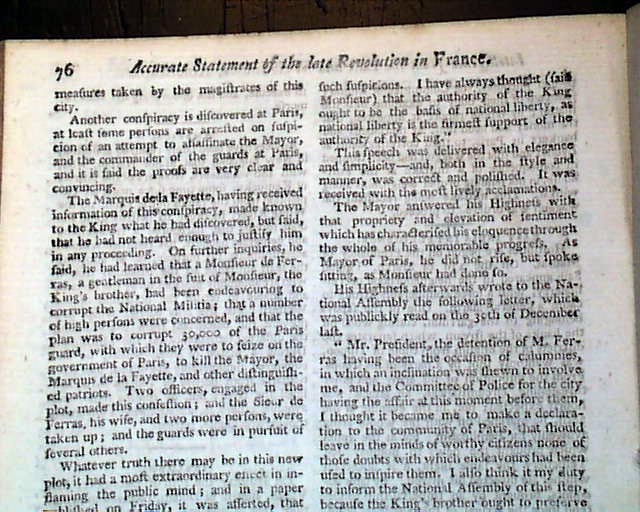 76
Accurate Statement of the late Revolution in France.
measures taken by the magistrates of this
city.
Another conspiracy is discovered at Paris,
at least some persons are arrested on suspi-
cion of an attempt to assassinate the Mayor,
and the commander of the guards at Paris,
and it is said the proofs are very clear and
convincing.
The Marquis de la Fayette, having received
information of this conspiracy, made known
to the King what he had discovered, but said,
that he had not heard enough to justify him
in any proceeding. On further inquiries, he
said, he had learned that a Monsieur de Fer-
ras, a gentleman in the suit of Monsieur, the
King's brother, had been endeavouring to
corrupt the National Militia; that a number
of high persons were concerned, and that the
plan was to corrupt 30,000 of the Paris
guard, with which they were to seize on the
government of Paris, to kill the Mayor, the
Marquis de la Fayette, and other distinguish-
ed patriots. Two officers, engaged in the
plot, made this confession; and the Sieur de
Ferras, his wife, and two more persons, were
taken up; and the guards were in pursuit of
several others.
Whatever truth there may be in this new
plot, it had a most extraordinary effect in in-
flaming the public mind; and in a paper
published on Friday, it was asserted, that
such suspicions. I have always thought (said
Monsieur) that the authority of the King
ought to be the basis of national liberty, as
national liberty is the firmest support of the
authority of the King."
This speech was delivered with elegance
and simplicity—and, both in the style and
manner, was correct and polished. It was
received with the most lively acclamations.
The Mayor answered his Highness with
that propriety and elevation of sentiment
which has characterised his eloquence through
the whole of his memorable progress. As
Mayor of Paris, he did not rise, but spoke
sitting, as Monsieur had done so.
His Highness afterwards wrote to the Na-
tional Assembly the following letter, which
was publickly read on the 30th of December
last.
" Mr. President, the detention of M. Fer-
ras having been the occasion of calumnies,
in which an inclination was shewn to involve
me, and the Committee of Police for the city
having the affair at this moment before them,
I thought it became me to make a declara-
tion to the community of Paris, that should
leave in the minds of worthy citizens none of
those doubts with which endeavours had been
used to inspire them. I also think it my duty
to inform the National Assembly of this step,
because the King's brother ought to preserve